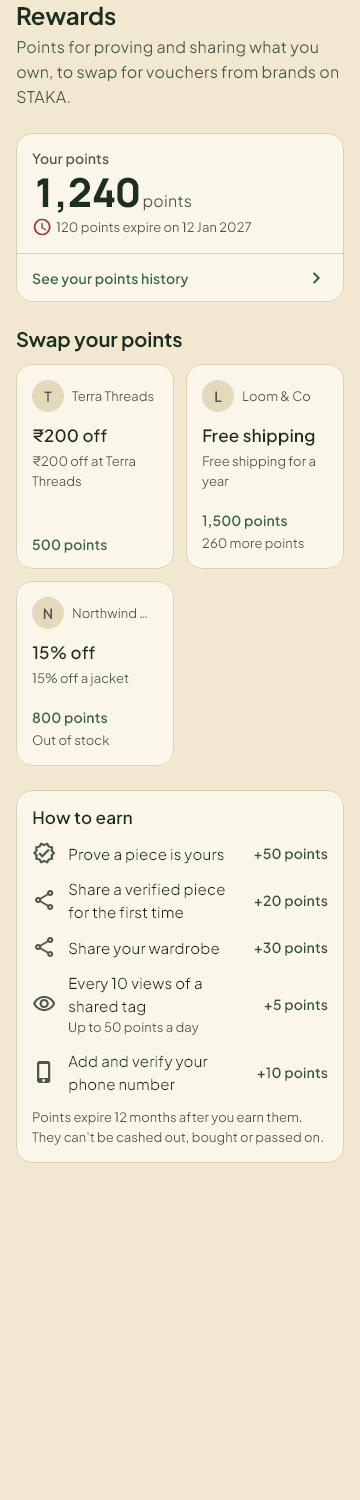 Rewards
Points for proving and sharing what you
own, to swap for vouchers from brands on
STAKA.
Your points
1,240 points
120 points expire on 12 Jan 2027
See your points history
Swap your points
T Terra Threads
₹200 off
₹200 off at Terra
Threads
500 points
L Loom & Co
Free shipping
Free shipping for a
year
1,500 points
260 more points
N Northwind ...
15% off
15% off a jacket
800 points
Out of stock
How to earn
Prove a piece is yours +50 points
Share a verified piece
for the first time +20 points
Share your wardrobe +30 points
Every 10 views of a
shared tag +5 points
Up to 50 points a day
Add and verify your
phone number +10 points
Points expire 12 months after you earn them.
They can't be cashed out, bought or passed on.